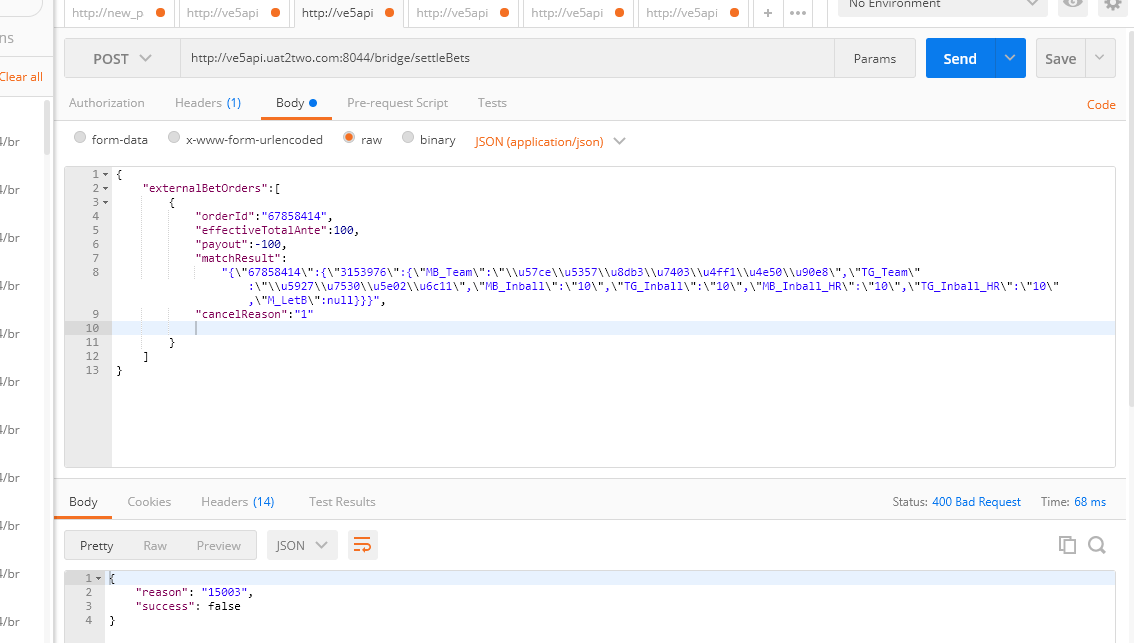 http://new_p http://ve5api http://ve5api http://ve5api http://ve5api http://ve5api + ••• No Environment
ns
POST http://ve5api.uat2two.com:8044/bridge/settleBets Params Send Save
Clear all
Authorization Headers (1) Body Pre-request Script Tests Code
form-data x-www-form-urlencoded raw binary JSON (application/json)
4/br
4/br
4/br
4/br
4/br
4/br
4/br
4/br
4/br
4/br
4/br
1 {
2 "externalBetOrders":[
3 {
4 "orderId":"67858414",
5 "effectiveTotalAnte":100,
6 "payout":-100,
7 "matchResult":
8 "{\"67858414\":{\"3153976\":{\"MB_Team\":\"\\u57ce\\u5357\\u8db3\\u7403\\u4ff1\\u4e50\\u90e8\",\"TG_Team\"
:\"\\u5927\\u7530\\u5e02\\u6c11\",\"MB_Inball\":\"10\",\"TG_Inball\":\"10\",\"MB_Inball_HR\":\"10\",\"TG_Inball_HR\":\"10\"
,\"M_LetB\":null}}}",
9 "cancelReason":"1"
10
11 }
12 ]
13 }
Body Cookies Headers (14) Test Results Status: 400 Bad Request Time: 68 ms
Pretty Raw Preview JSON
1 {
2 "reason": "15003",
3 "success": false
4 }